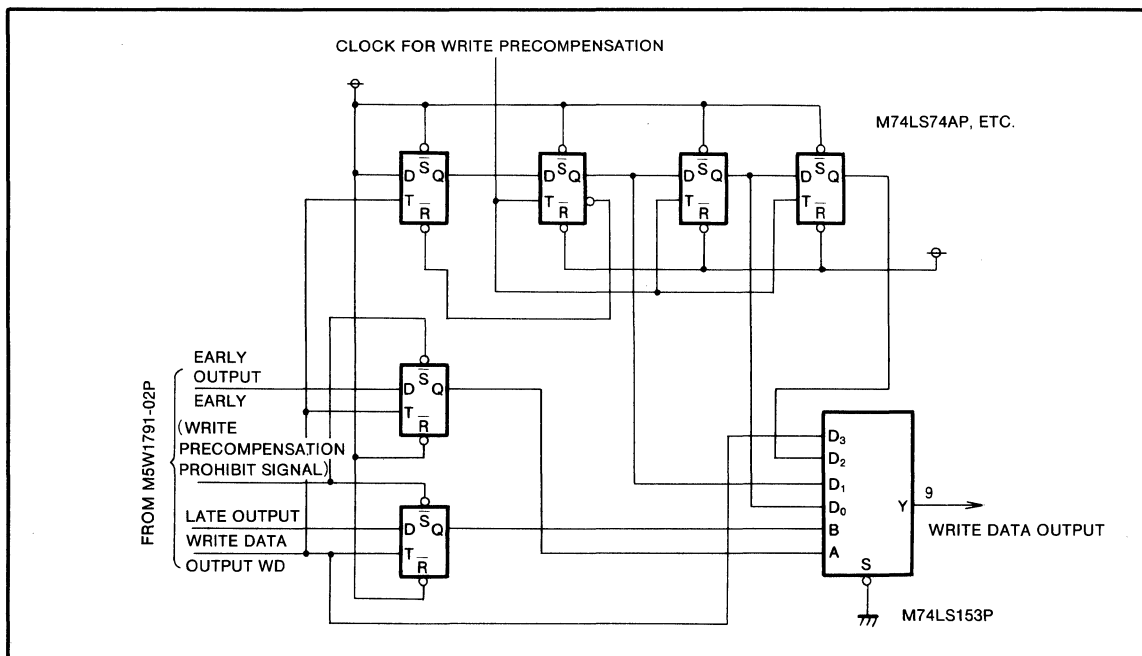 CLOCK FOR WRITE PRECOMPENSATION
M74LS74AP, ETC.
D S̅ Q
T R̅
D S̅ Q
T R̅
D S̅ Q
T R̅
D S̅ Q
T R̅
FROM M5W1791-02P
EARLY
OUTPUT
EARLY
(WRITE
PRECOMPENSATION
PROHIBIT SIGNAL)
LATE OUTPUT
WRITE DATA
OUTPUT WD
D S̅ Q
T R̅
D S̅ Q
T R̅
D₃
D₂
D₁
D₀
B
A
S
Y
9
WRITE DATA OUTPUT
M74LS153P